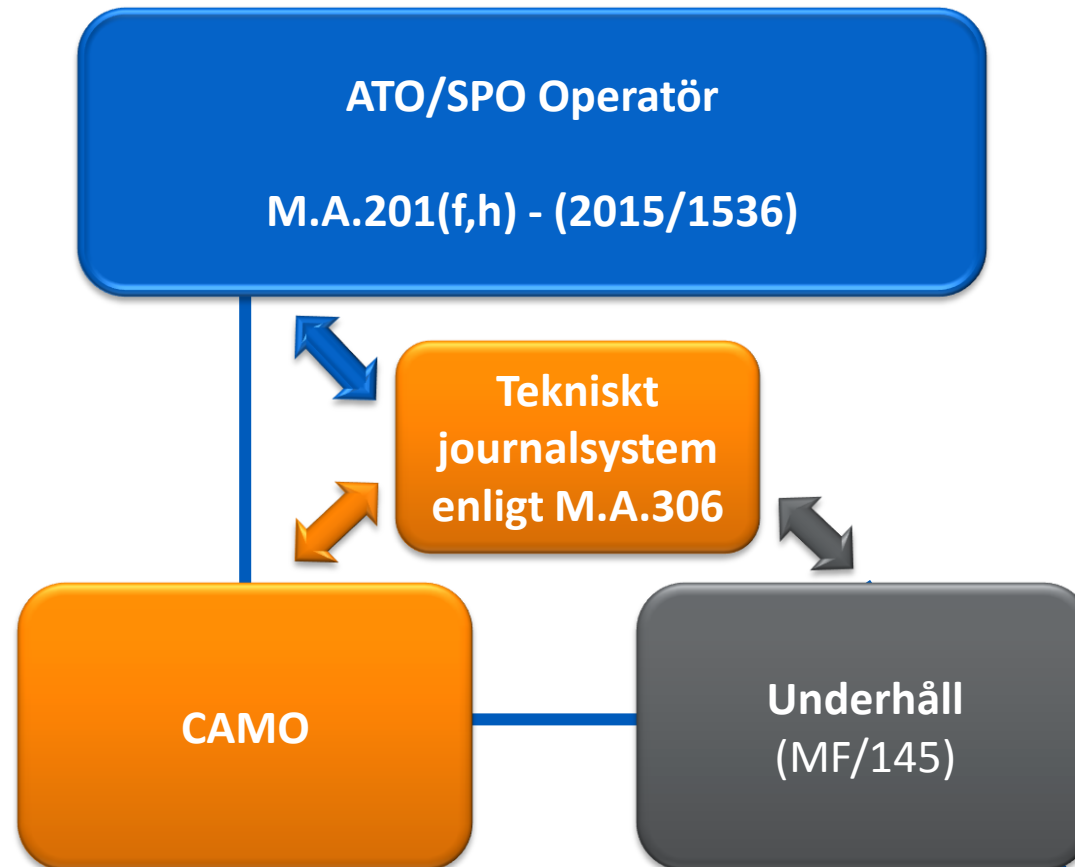 ATO/SPO Operatör
M.A.201(f,h) - (2015/1536)
Tekniskt
journalsystem
enligt M.A.306
CAMO
Underhåll
(MF/145)